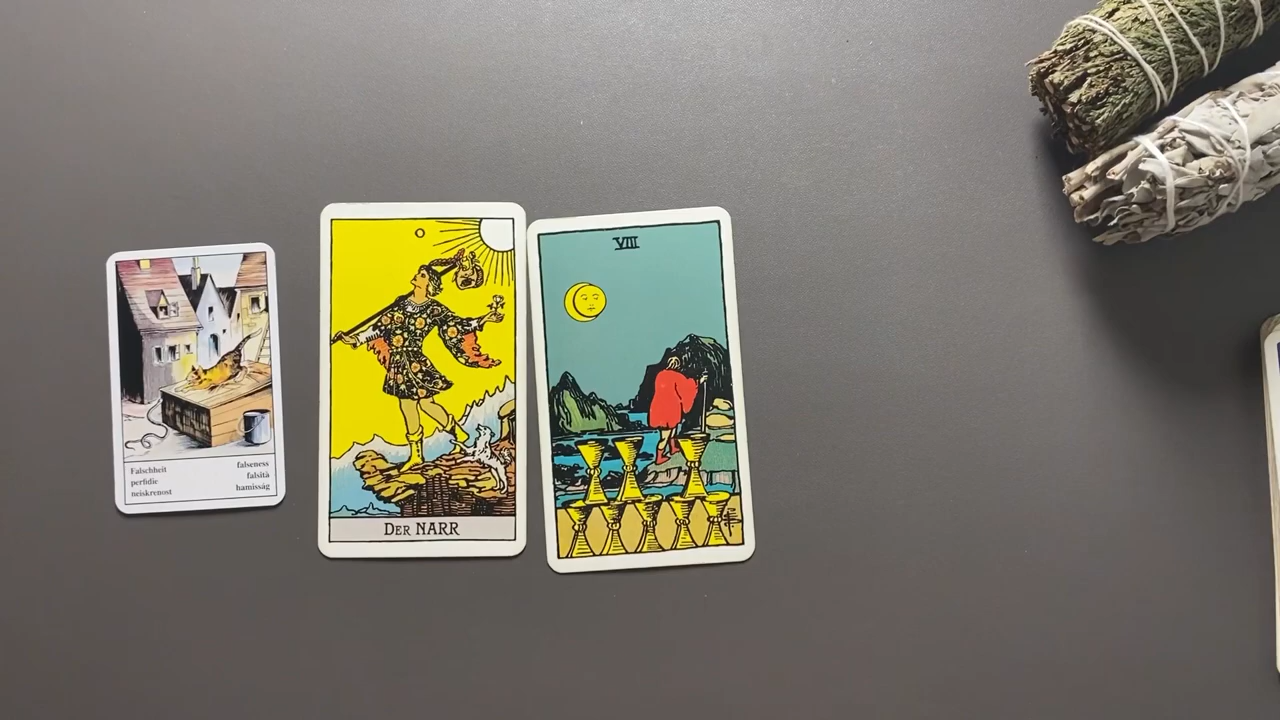 Falschheit
perfidie
neiskrenost
falseness
falsità
hamisság
DER NARR
VIII